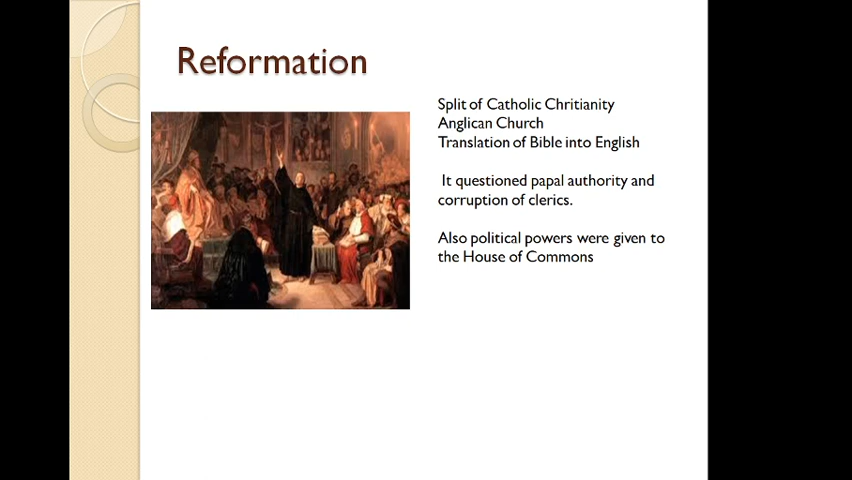 Reformation
Split of Catholic Chritianity
Anglican Church
Translation of Bible into English
It questioned papal authority and
corruption of clerics.
Also political powers were given to
the House of Commons